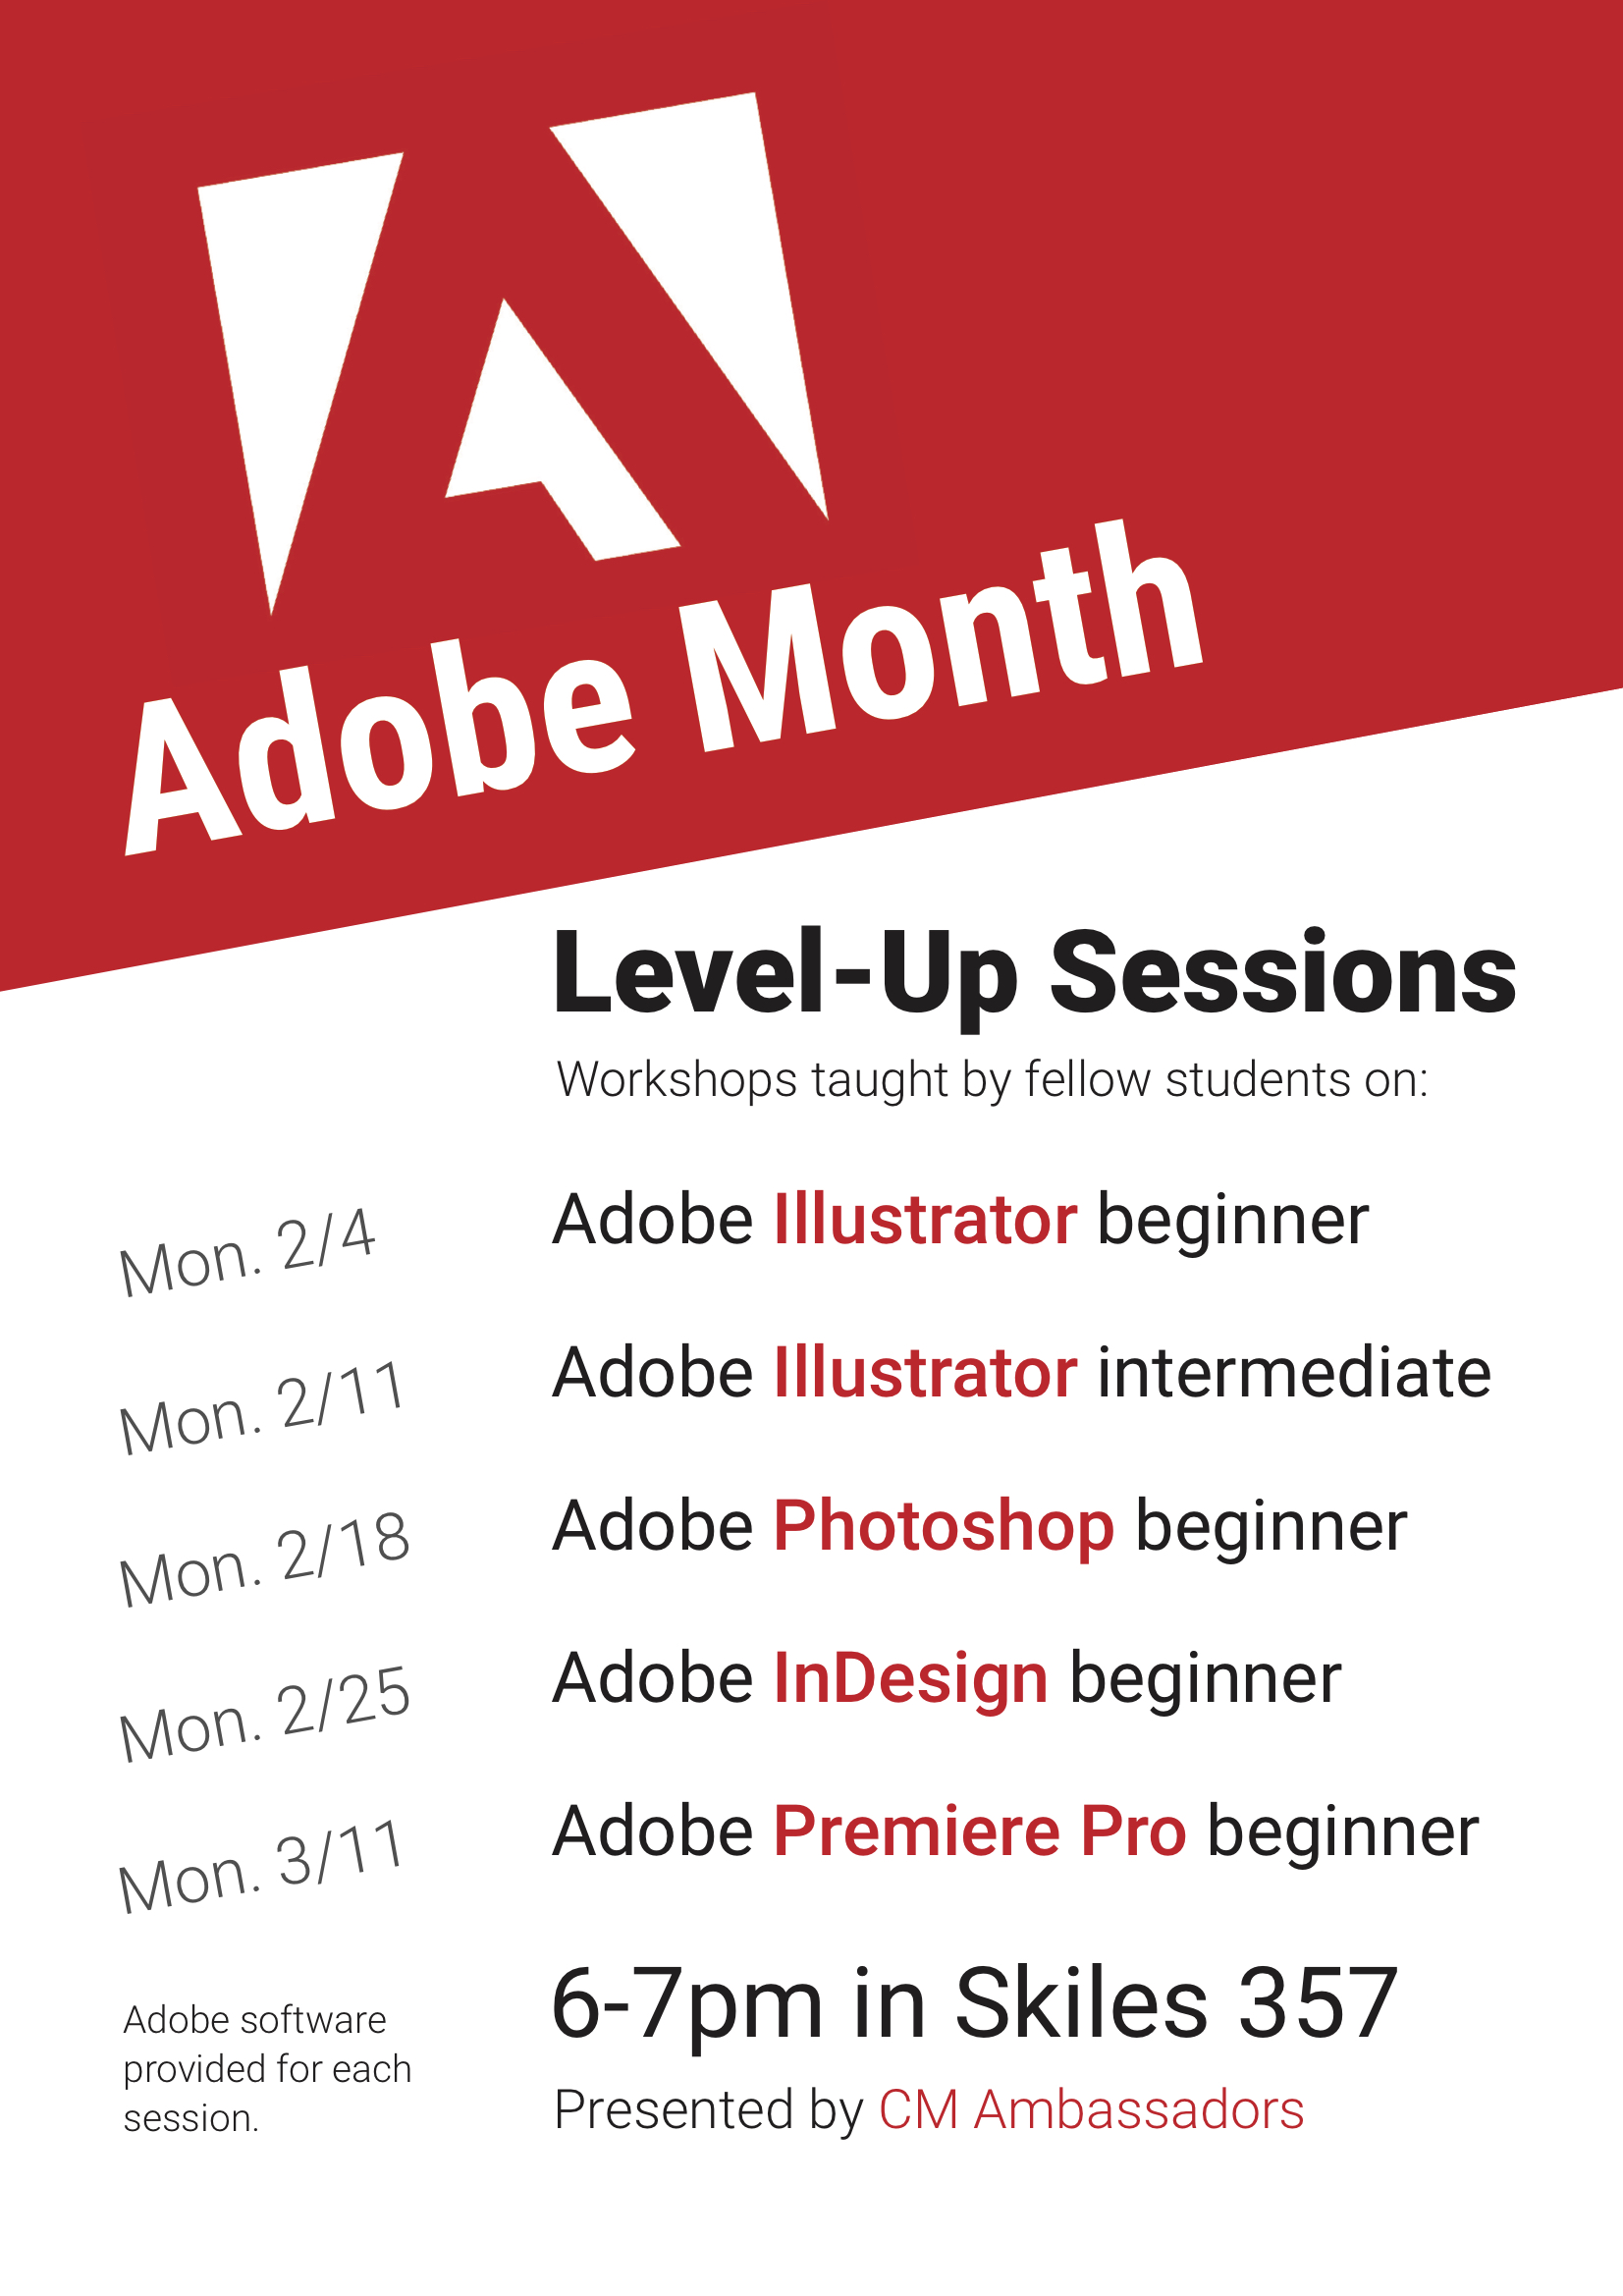 Adobe Month
Level-Up Sessions
Workshops taught by fellow students on:
Mon. 2/4
Adobe Illustrator beginner
Mon. 2/11
Adobe Illustrator intermediate
Mon. 2/18
Adobe Photoshop beginner
Mon. 2/25
Adobe InDesign beginner
Mon. 3/11
Adobe Premiere Pro beginner
6-7pm in Skiles 357
Presented by CM Ambassadors
Adobe software
provided for each
session.